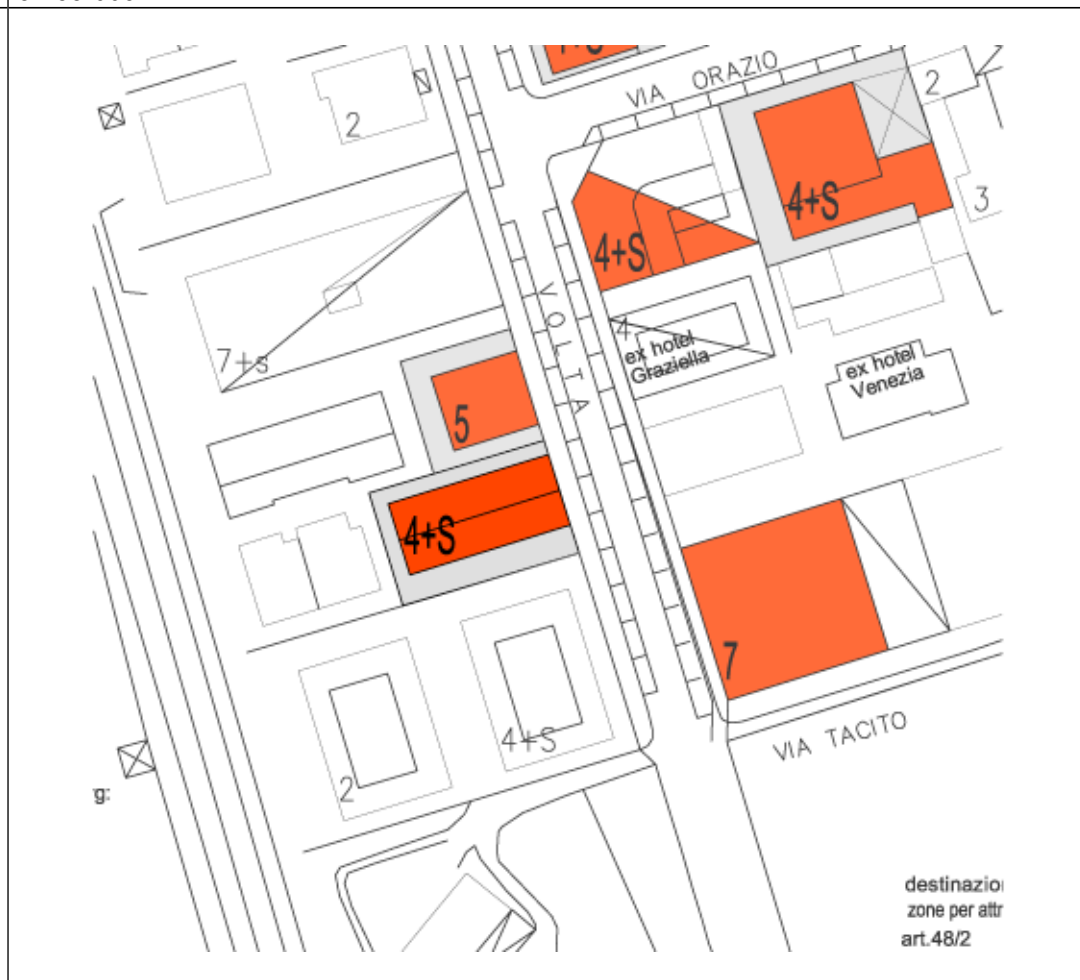 VIA ORAZIO
2
2
4+S
3
4+S
VOLTA
4
7+s
ex hotel
Graziella
ex hotel
Venezia
5
4+S
7
4+S
VIA TACITO
2
g:
destinazio
zone per attr
art.48/2